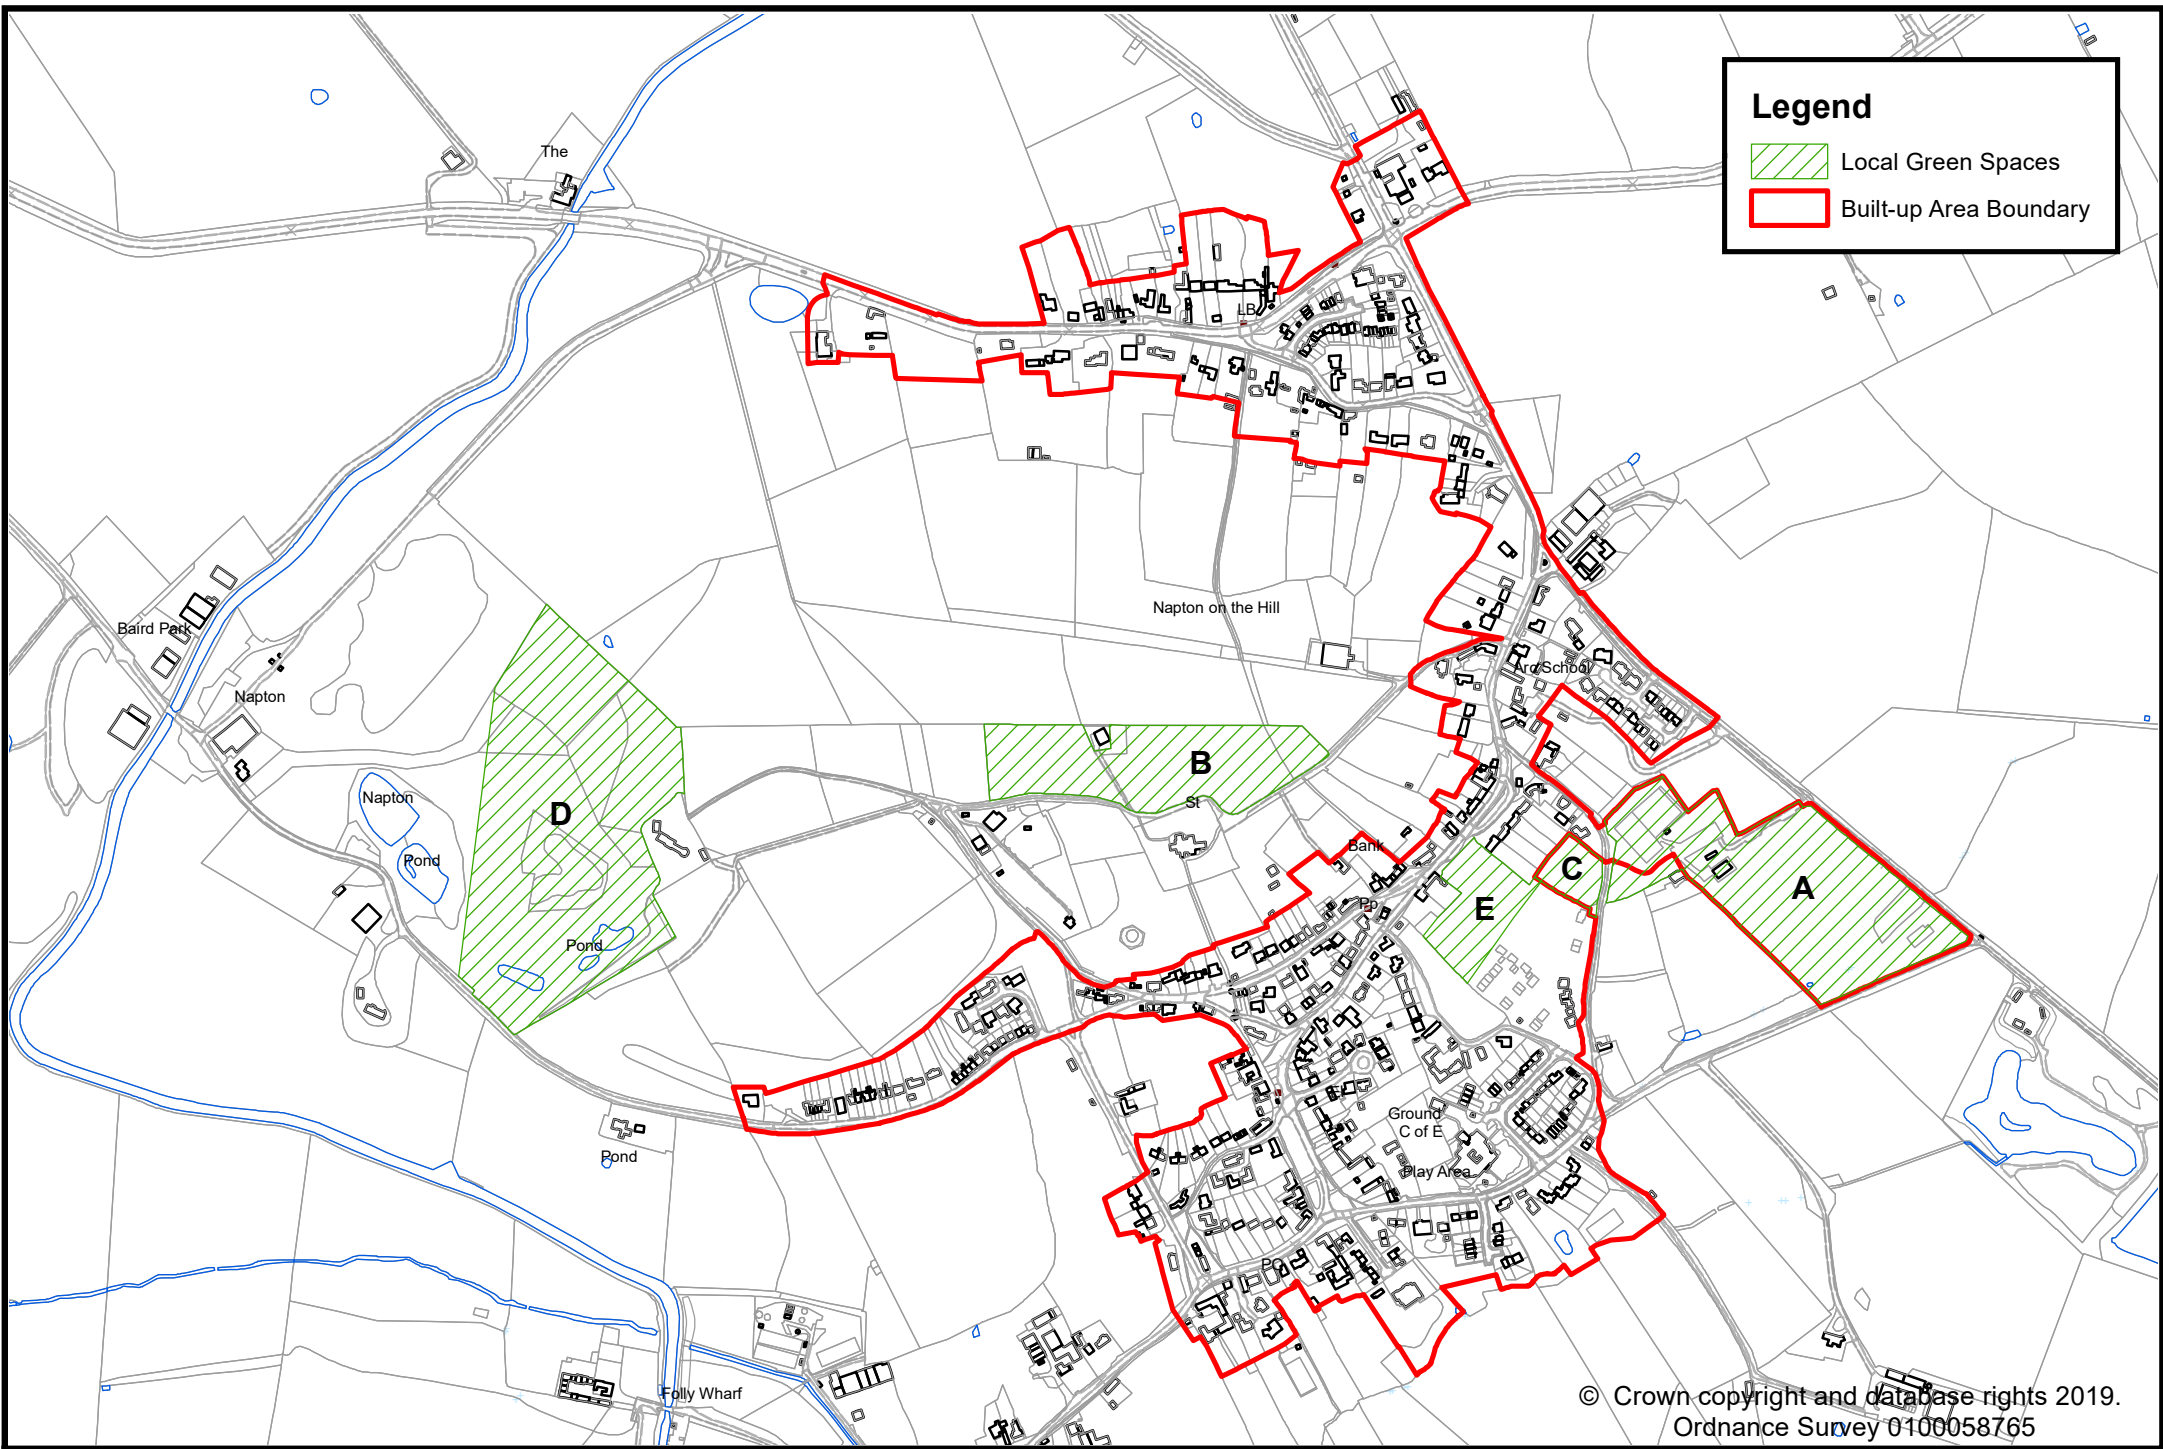 Legend
Local Green Spaces
Built-up Area Boundary
The
LB
Napton on the Hill
Baird Park
Arc School
Napton
B
St
Napton
D
Pond
Bank
C
A
Pp
E
Pond
Ground
C of E
Play Area
Pond
PO
Folly Wharf
© Crown copyright and database rights 2019.
Ordnance Survey 0100058765